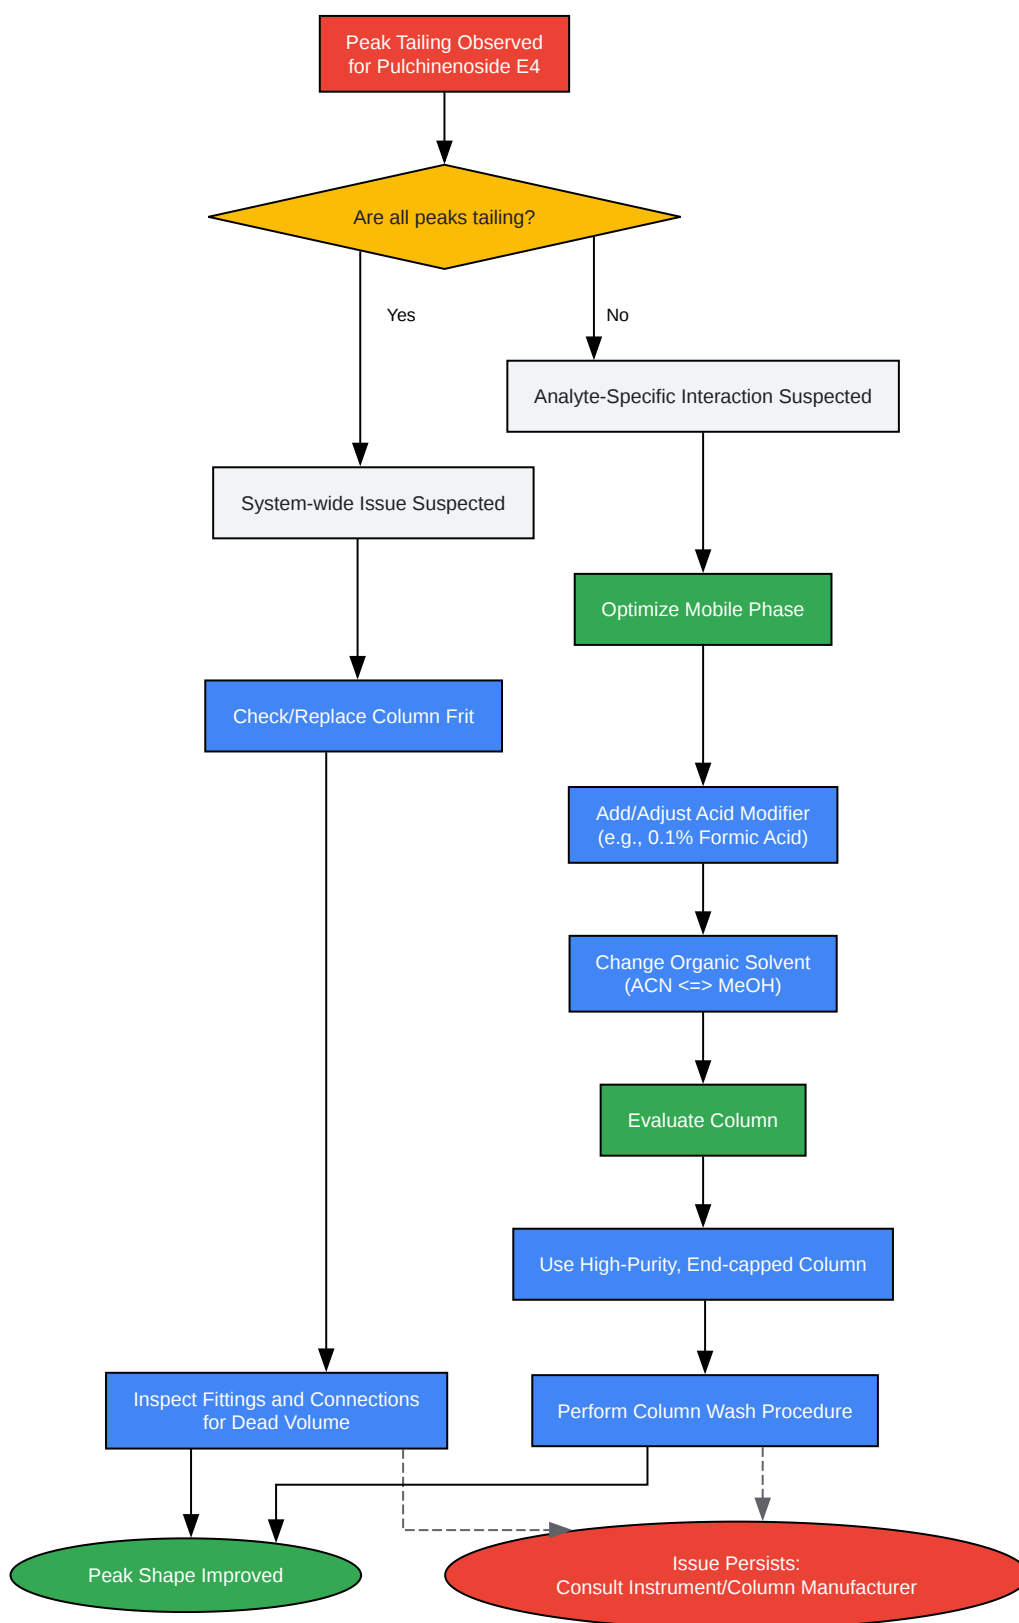 Peak Tailing Observed
for Pulchinenoside E4
Are all peaks tailing?
Yes
No
Analyte-Specific Interaction Suspected
System-wide Issue Suspected
Optimize Mobile Phase
Check/Replace Column Frit
Add/Adjust Acid Modifier
(e.g., 0.1% Formic Acid)
Change Organic Solvent
(ACN <=> MeOH)
Evaluate Column
Use High-Purity, End-capped Column
Inspect Fittings and Connections
for Dead Volume
Perform Column Wash Procedure
Peak Shape Improved
Issue Persists:
Consult Instrument/Column Manufacturer